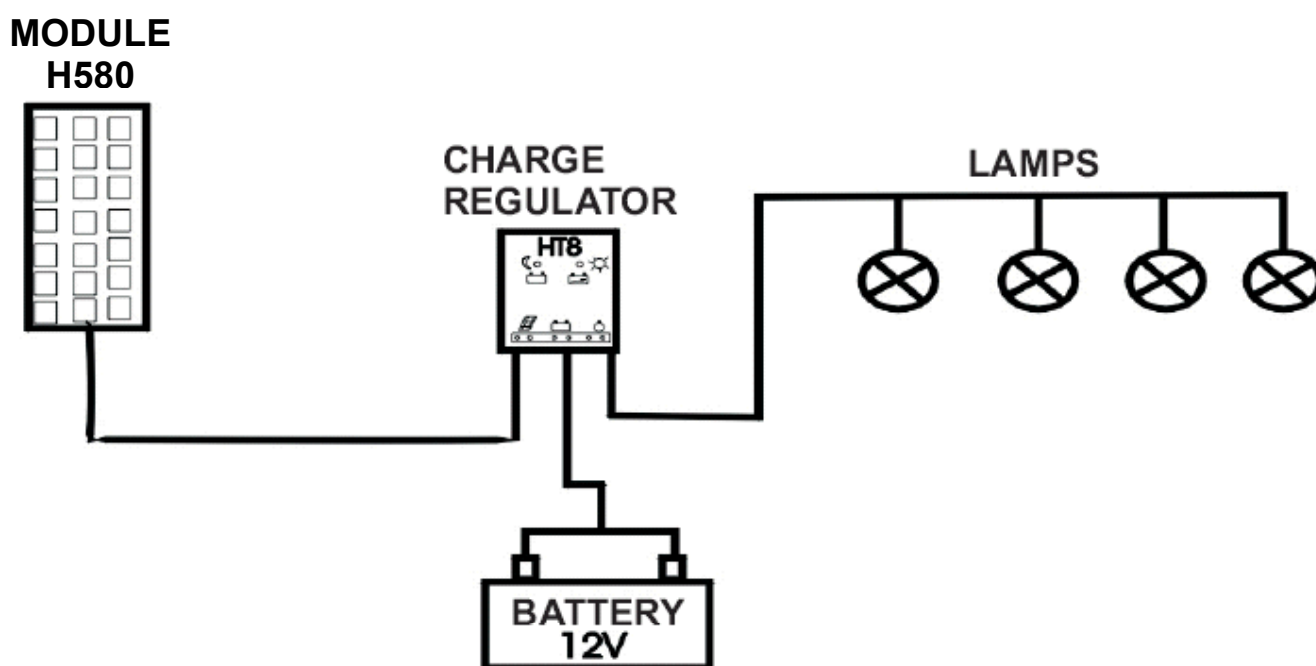 MODULE
H580
CHARGE
REGULATOR
LAMPS
HT8
BATTERY
12V